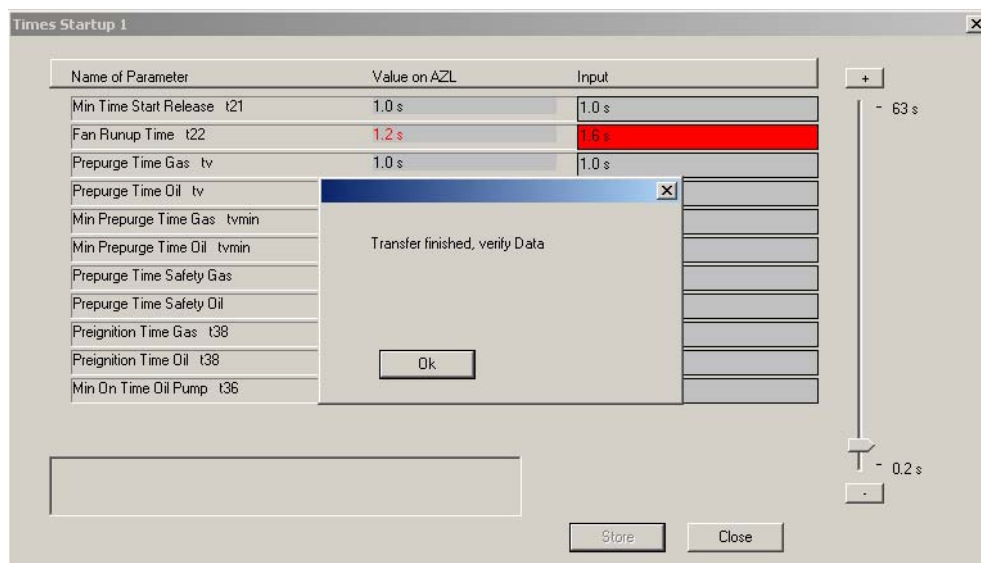 Times Startup 1
Name of Parameter Value on AZL Input
+
Min Time Start Release t21 1.0 s 1.0 s
63 s
Fan Runup Time t22 1.2 s 1.6 s
Prepurge Time Gas tv 1.0 s 1.0 s
Prepurge Time Oil tv
Min Prepurge Time Gas tvmin
Min Prepurge Time Oil tvmin
Transfer finished, verify Data
Prepurge Time Safety Gas
Prepurge Time Safety Oil
Preignition Time Gas t38
Preignition Time Oil t38
Ok
Min On Time Oil Pump t36
0.2 s
-
Store Close